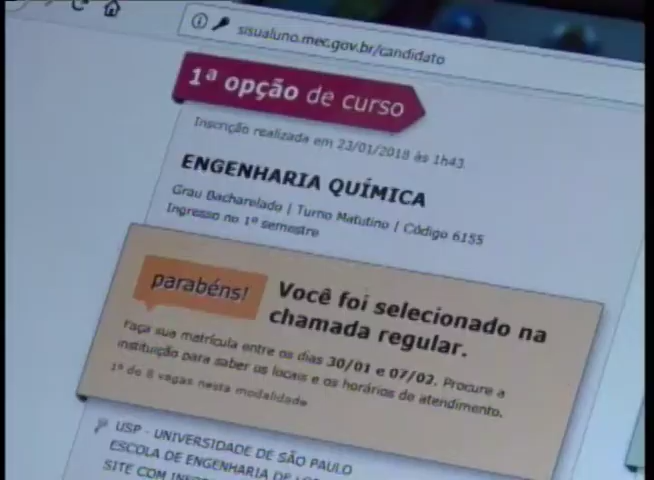 sisualuno.mec.gov.br/candidato
1ª opção de curso
Inscrição realizada em 23/01/2018 às 1h43
ENGENHARIA QUÍMICA
Grau Bacharelado | Turno Matutino | Código 6155
Ingresso no 1º semestre
parabéns!
Você foi selecionado na
chamada regular.
Faça sua matrícula entre os dias 30/01 e 07/02. Procure a
instituição para saber os locais e os horários de atendimento.
1º de 8 vagas nesta modalidade
USP - UNIVERSIDADE DE SÃO PAULO
ESCOLA DE ENGENHARIA DE
SITE COM